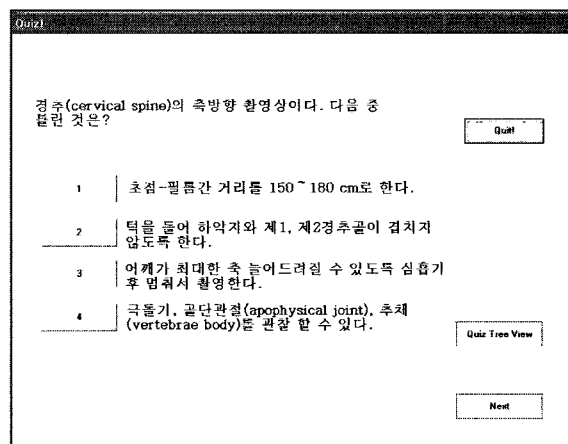 Quiz!
경추(cervical spine)의 측방향 촬영상이다. 다음 중
틀린 것은?
Quit!
1 초점-필름간 거리를 150 ~ 180 cm로 한다.
2 턱을 들어 하악지와 제1, 제2경추골이 겹치지
않도록 한다.
3 어깨가 최대한 축 늘어드려질 수 있도록 심흡기
후 멈춰서 촬영한다.
4 극돌기, 골단관절(apophysical joint), 추체
(vertebrae body)를 관찰 할 수 있다.
Quiz Tree View
Next